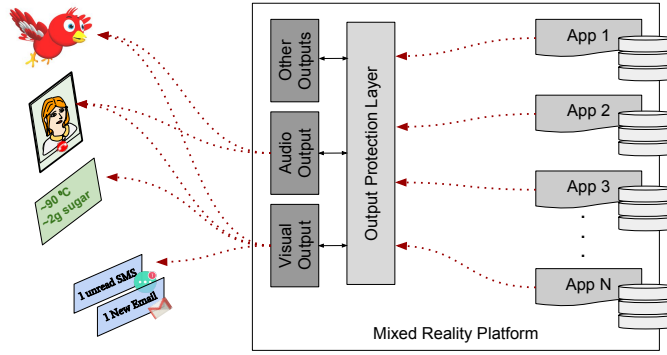 ~90 ºC
~2g sugar
1 unread SMS
1 New Email
Other
Outputs
Audio
Output
Visual
Output
Output Protection Layer
App 1
App 2
App 3
.
.
.
App N
Mixed Reality Platform